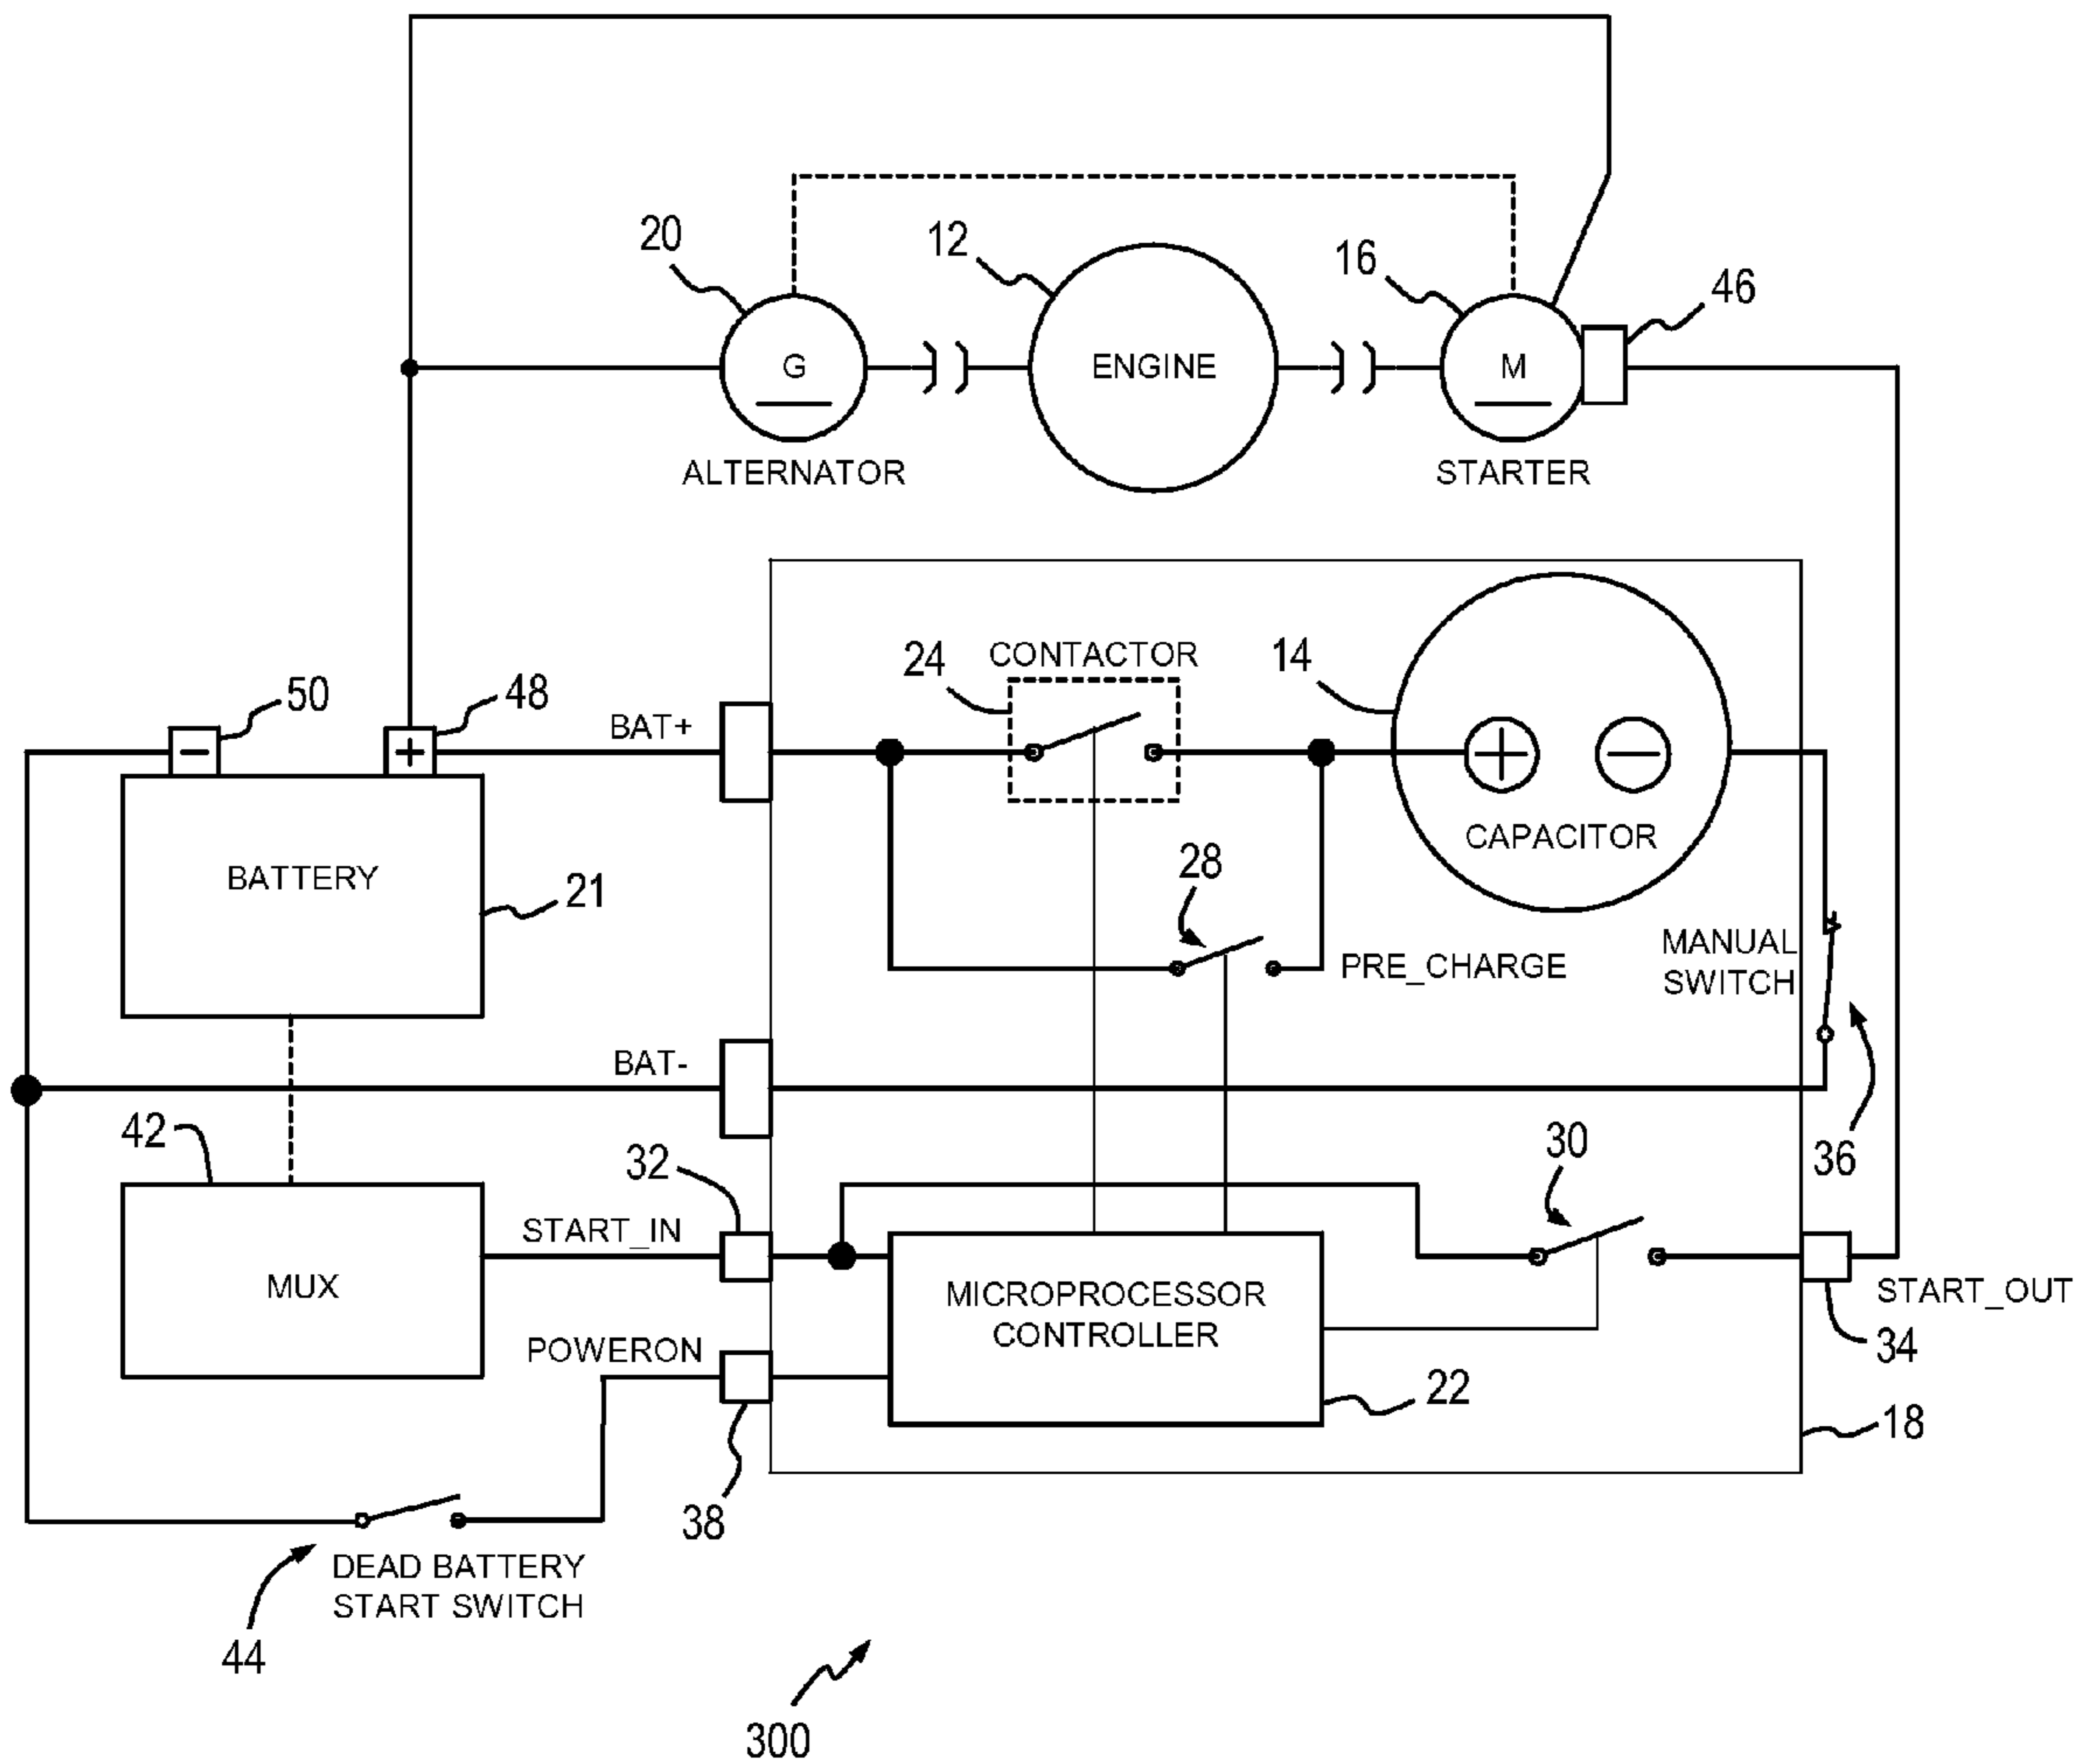 20
12
16
46
G
ENGINE
M
ALTERNATOR
STARTER
50
48
BAT+
24
CONTACTOR
14
+
−
−
+
CAPACITOR
BATTERY
21
28
PRE_CHARGE
MANUAL
SWITCH
BAT-
36
42
32
30
START_IN
MUX
MICROPROCESSOR
CONTROLLER
START_OUT
34
POWERON
22
18
38
DEAD BATTERY
START SWITCH
44
300